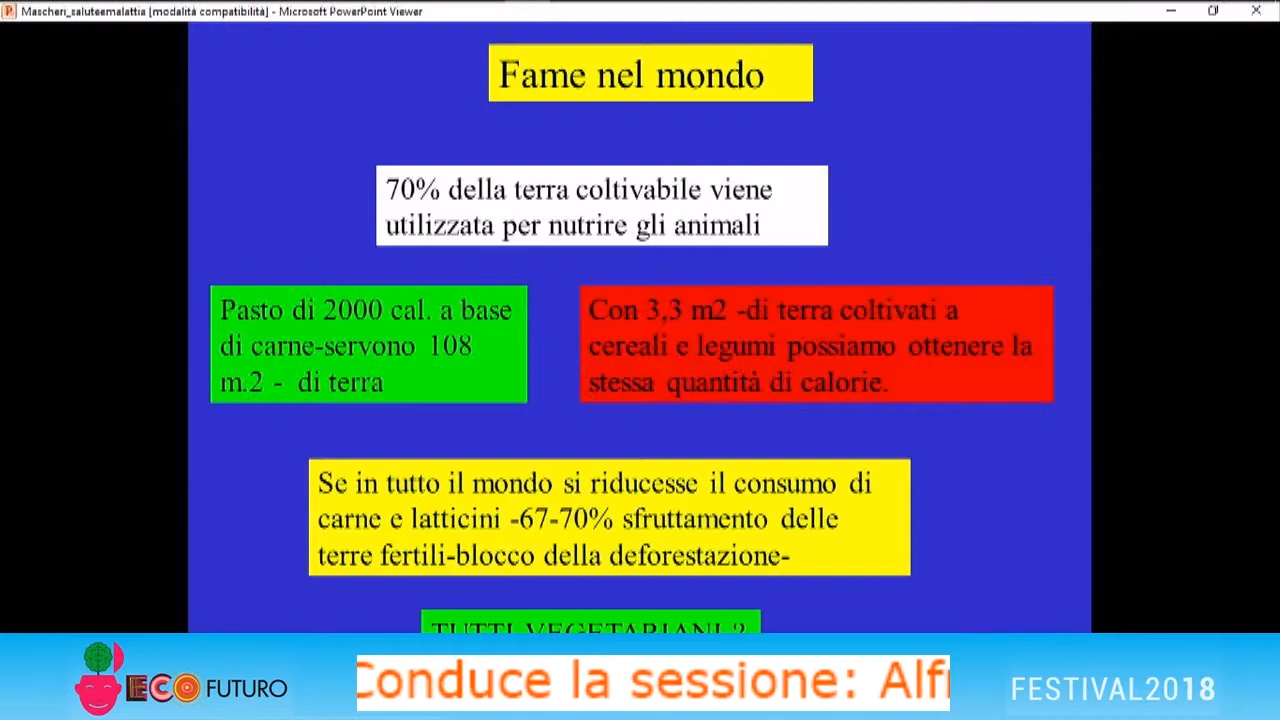 Mascheri_saluteemalattia [modalità compatibilità] - Microsoft PowerPoint Viewer
Fame nel mondo
70% della terra coltivabile viene
utilizzata per nutrire gli animali
Pasto di 2000 cal. a base
di carne-servono 108
m.2 - di terra
Con 3,3 m2 -di terra coltivati a
cereali e legumi possiamo ottenere la
stessa quantità di calorie.
Se in tutto il mondo si riducesse il consumo di
carne e latticini -67-70% sfruttamento delle
terre fertili-blocco della deforestazione-
TUTTI VEGETARIANI ?
ECO FUTURO
Conduce la sessione: Alf
FESTIVAL2018